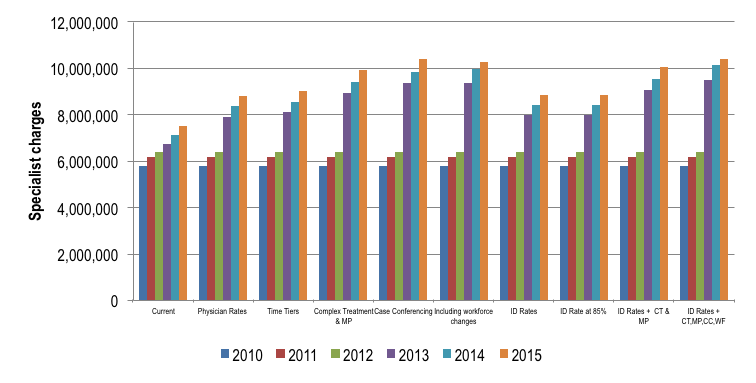 12,000,000
10,000,000
8,000,000
6,000,000
4,000,000
2,000,000
0
Specialist charges
Current
Physician Rates
Time Tiers
Complex Treatment
& MP
Case Conferencing
Including workforce
changes
ID Rates
ID Rate at 85%
ID Rates + CT &
MP
ID Rates +
CT,MP,CC,WF
2010 2011 2012 2013 2014 2015